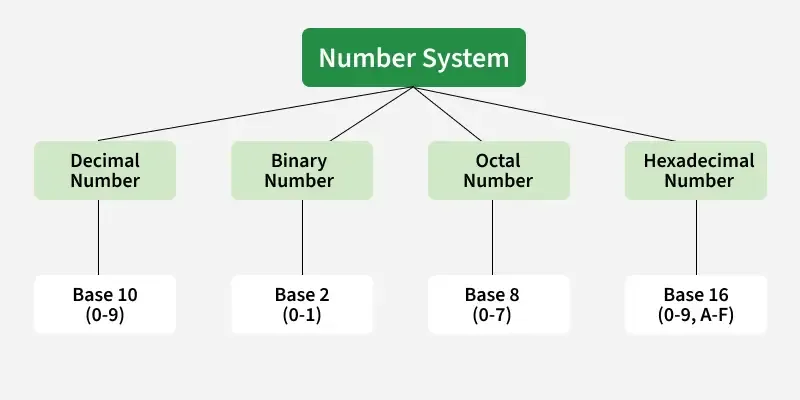 Number System
Decimal
Number
Binary
Number
Octal
Number
Hexadecimal
Number
Base 10
(0-9)
Base 2
(0-1)
Base 8
(0-7)
Base 16
(0-9, A-F)